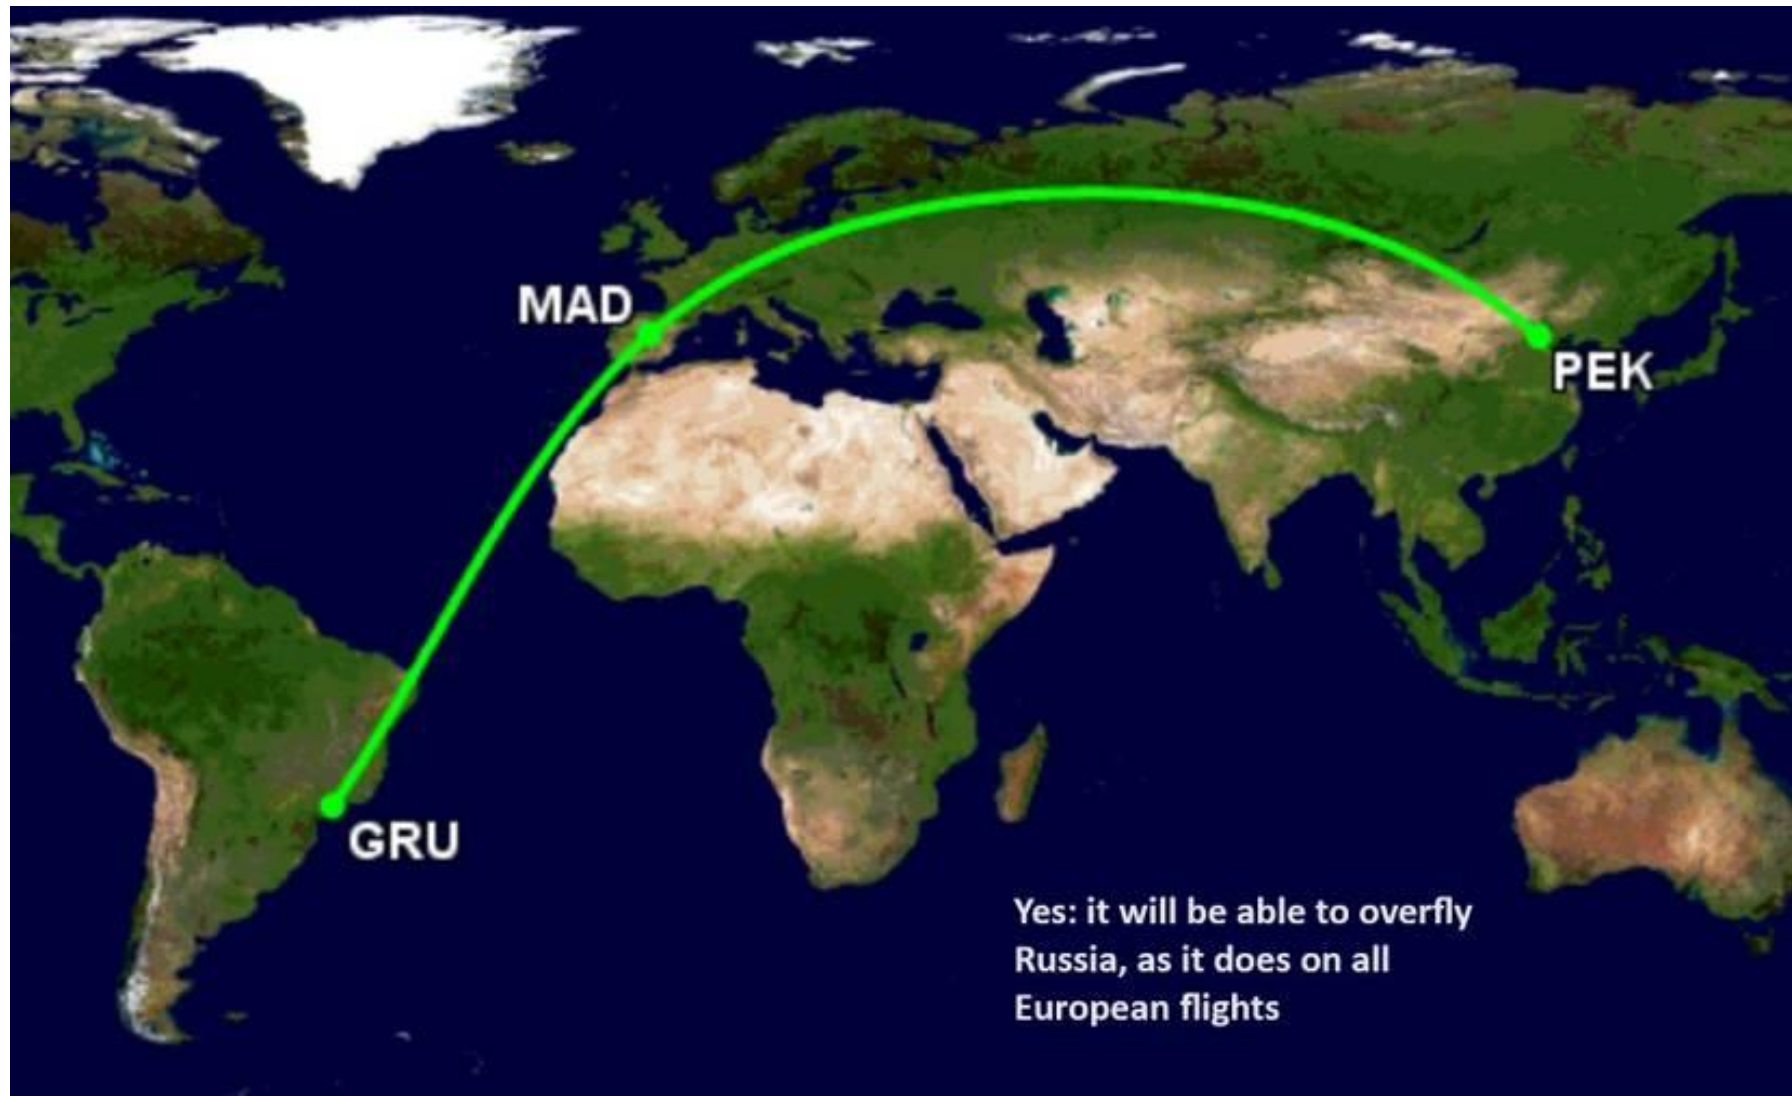 MAD
PEK
GRU
Yes: it will be able to overfly
Russia, as it does on all
European flights